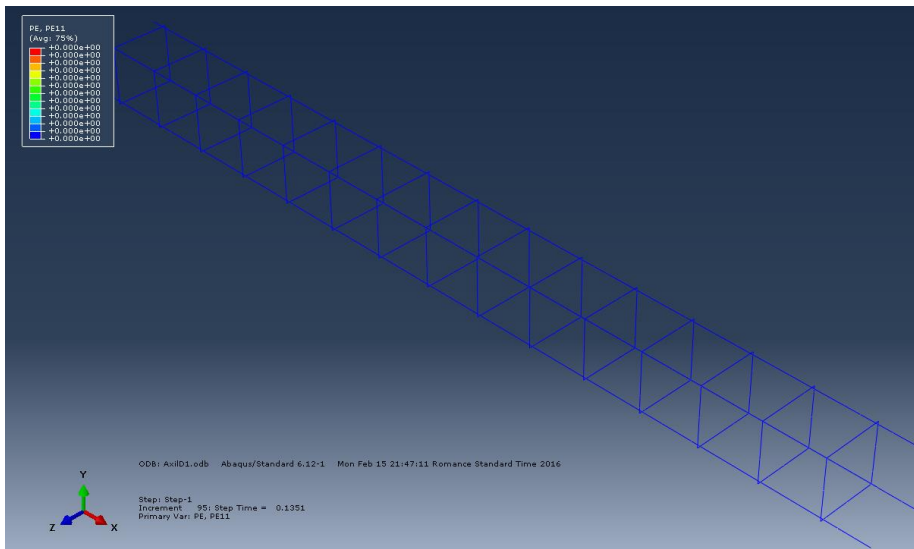 PE, PE11
(Avg: 75%)
+0.000e+00
+0.000e+00
+0.000e+00
+0.000e+00
+0.000e+00
+0.000e+00
+0.000e+00
+0.000e+00
+0.000e+00
+0.000e+00
+0.000e+00
+0.000e+00
+0.000e+00
ODB: AxilD1.odb Abaqus/Standard 6.12-1 Mon Feb 15 21:47:11 Romance Standard Time 2016
Y
Z
X
Step: Step-1
Increment 95: Step Time = 0.1351
Primary Var: PE, PE11